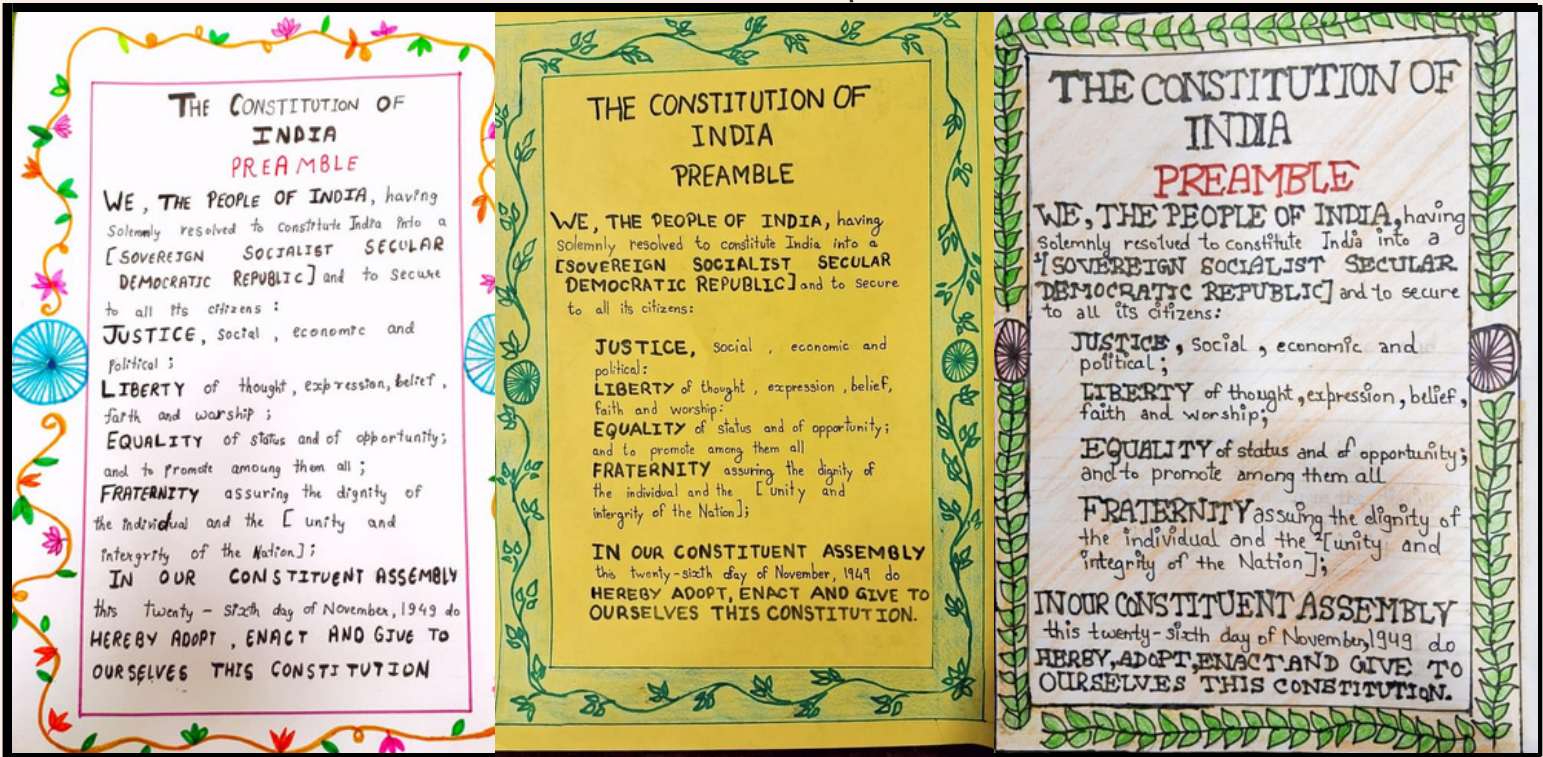 THE CONSTITUTION OF
INDIA
PREAMBLE
WE, THE PEOPLE OF INDIA, having
Solemnly resolved to constitute India into a
[SOVEREIGN SOCIALIST SECULAR
DEMOCRATIC REPUBLIC] and to secure
to all its citizens :
JUSTICE, social , economic and
Political ;
LIBERTY of thought, expression, belief,
faith and worship ;
EQUALITY of status and of opportunity;
and to Promote amoung them all ;
FRATERNITY assuring the dignity of
the individual and the [ unity and
intergrity of the Nation] ;
IN OUR CONSTITUENT ASSEMBLY
this twenty - sixth day of November, 1949 do
HEREBY ADOPT , ENACT AND GIVE TO
OURSELVES THIS CONSTITUTION
THE CONSTITUTION OF
INDIA
PREAMBLE
WE, THE PEOPLE OF INDIA, having
Solemnly resolved to constitute India into a
[SOVEREIGN SOCIALIST SECULAR
DEMOCRATIC REPUBLIC] and to secure
to all its citizens:
JUSTICE, social , economic and
political:
LIBERTY of thought , expression , belief,
faith and worship:
EQUALITY of status and of opportunity;
and to promote among them all
FRATERNITY assuring the dignity of
the individual and the [ unity and
intergrity of the Nation];
IN OUR CONSTITUENT ASSEMBLY
this twenty-sixth day of November, 1949 do
HEREBY ADOPT, ENACT AND GIVE TO
OURSELVES THIS CONSTITUTION.
THE CONSTITUTION OF
INDIA
PREAMBLE
WE, THE PEOPLE OF INDIA, having
Solemnly resolved to constitute India into a
1[SOVEREIGN SOCIALIST SECULAR
DEMOCRATIC REPUBLIC] and to secure
to all its citizens:
JUSTICE , social , economic and
political ;
LIBERTY of thought , expression , belief,
faith and worship;
EQUALITY of status and of opportunity;
and to promote among them all
FRATERNITY assuing the dignity of
the individual and the 2[unity and
integrity of the Nation];
IN OUR CONSTITUENT ASSEMBLY
this twenty-sixth day of November,1949 do
HERBY, ADOPT, ENACT AND GIVE TO
OURSELVES THIS CONSTITUTION.